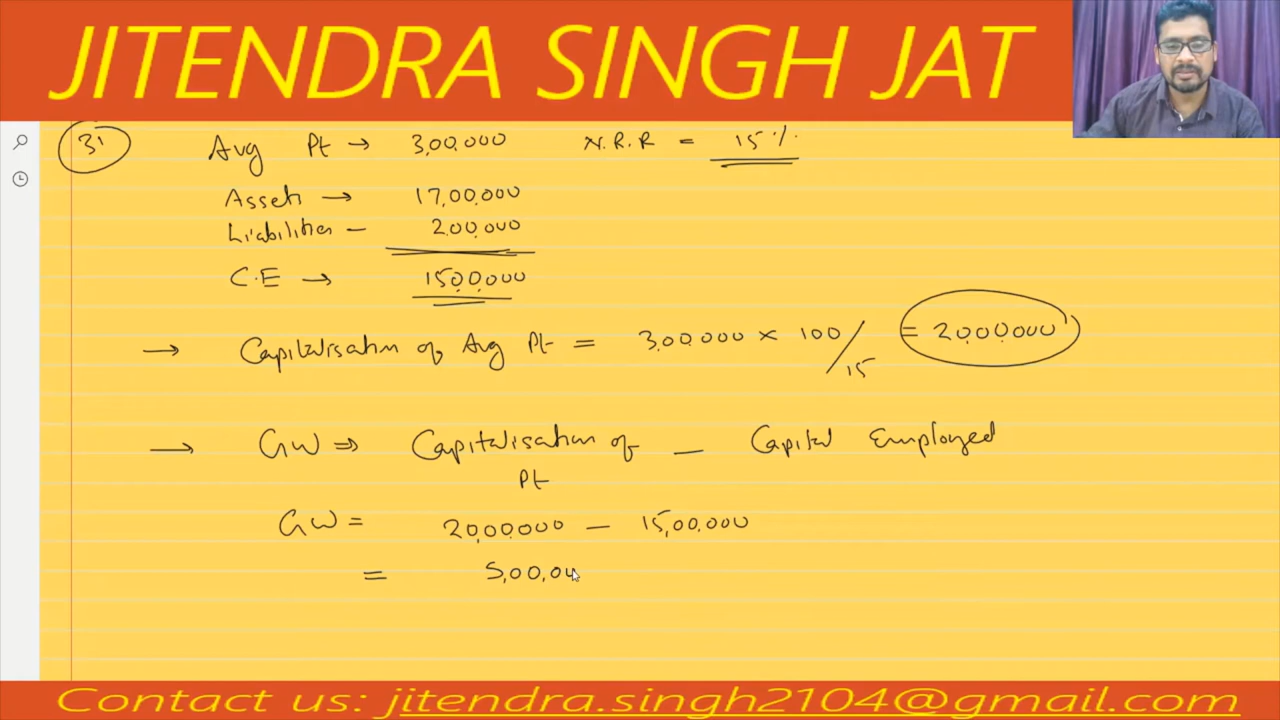 JITENDRA SINGH JAT
31 Avg Pt → 3,00,000 N.R.R = 15%
Assets → 17,00,000
Liabilities – 2,00,000
C.E → 15,00,000
→ Capitalisation of Avg Pt = 3,00,000 × 100/15 = 20,00,000
→ GW ⇒ Capitalisation of Pt – Capital Employed
GW = 20,00,000 – 15,00,000
= 5,00,00
Contact us: jitendra.singh2104@gmail.com